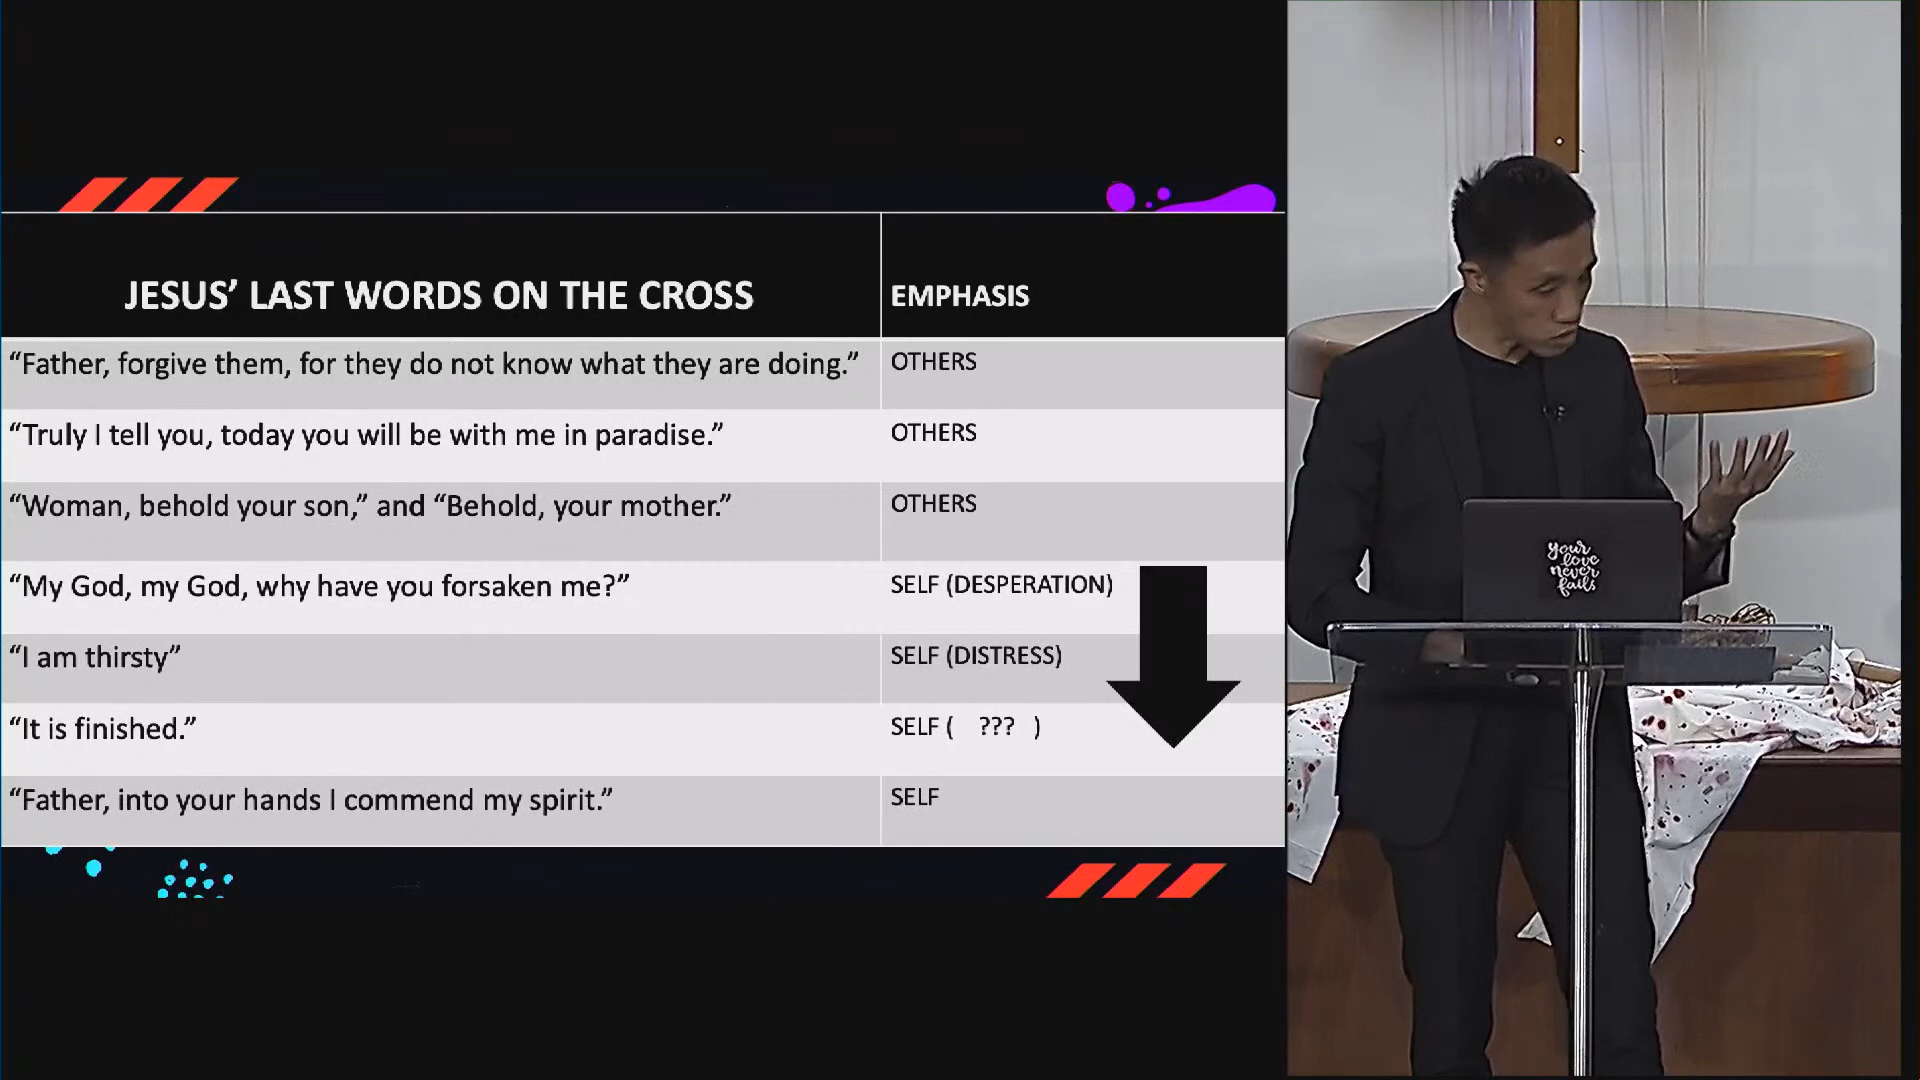 JESUS’ LAST WORDS ON THE CROSS
EMPHASIS
“Father, forgive them, for they do not know what they are doing.”
OTHERS
“Truly I tell you, today you will be with me in paradise.”
OTHERS
“Woman, behold your son,” and “Behold, your mother.”
OTHERS
“My God, my God, why have you forsaken me?”
SELF (DESPERATION)
“I am thirsty”
SELF (DISTRESS)
“It is finished.”
SELF ( ??? )
“Father, into your hands I commend my spirit.”
SELF
your
love
never
fails